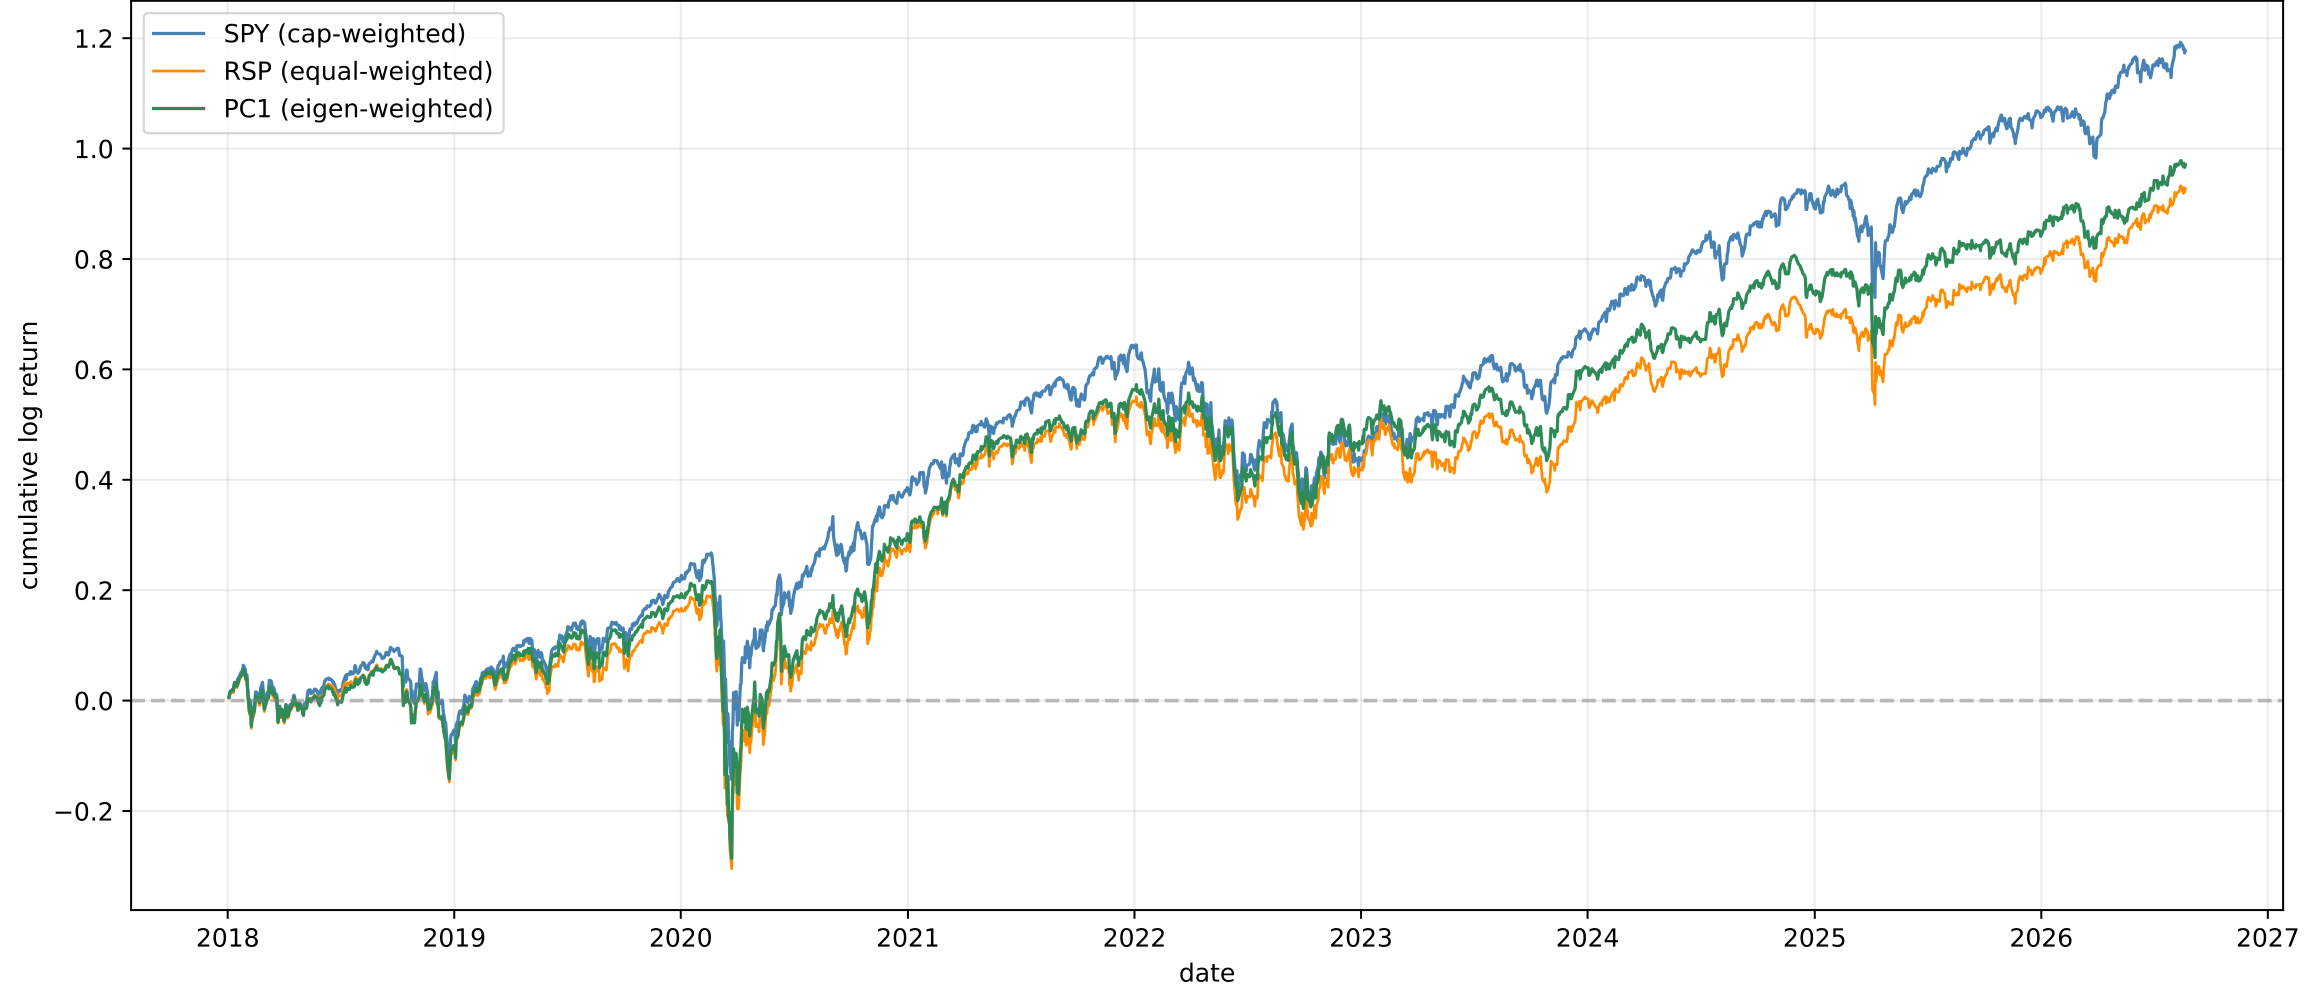 SPY (cap-weighted)
RSP (equal-weighted)
PC1 (eigen-weighted)
1.2
1.0
0.8
0.6
0.4
0.2
0.0
−0.2
cumulative log return
2018 2019 2020 2021 2022 2023 2024 2025 2026 2027
date